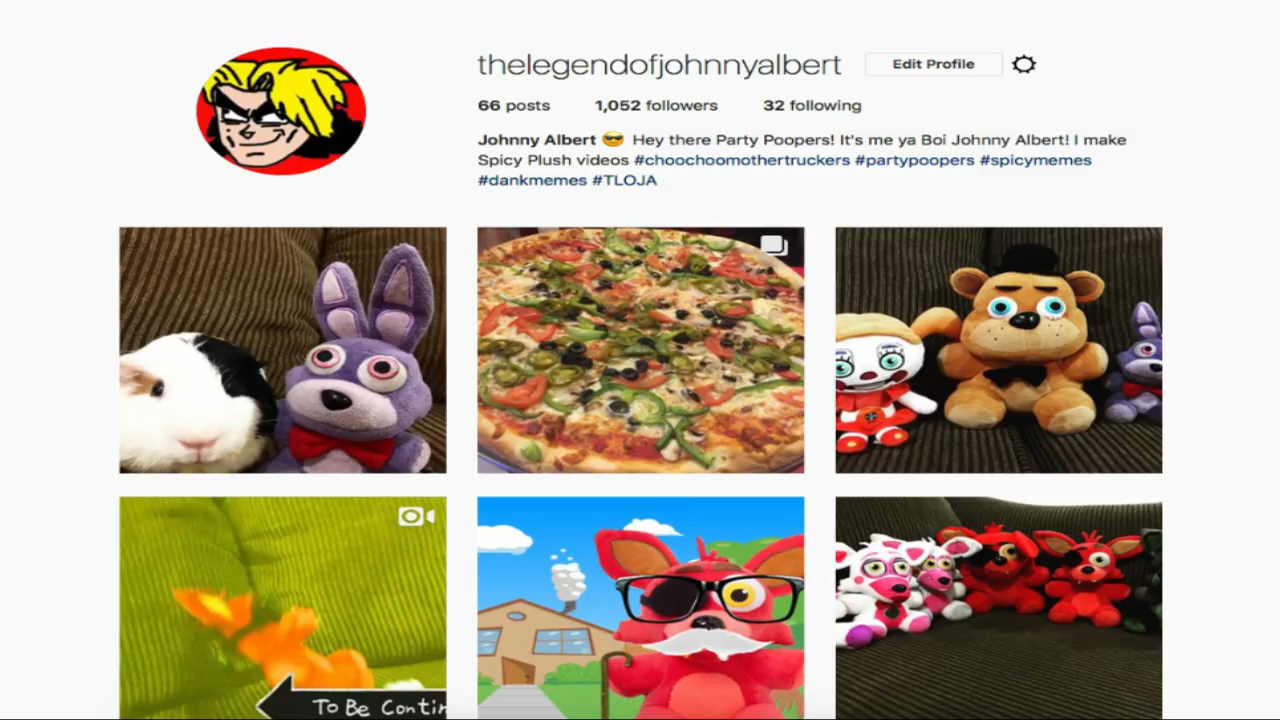 thelegendofjohnnyalbert Edit Profile
66 posts 1,052 followers 32 following
Johnny Albert 😎 Hey there Party Poopers! It's me ya Boi Johnny Albert! I make
Spicy Plush videos #choochoomothertruckers #partypoopers #spicymemes
#dankmemes #TLOJA
To Be Contin